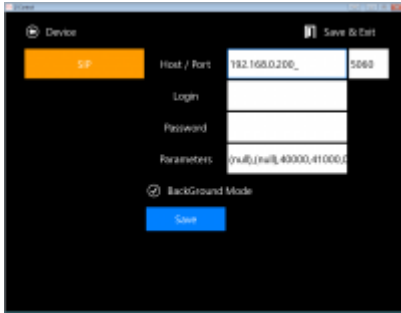 Device
Save & Exit
SIP
Host / Port
192.168.0.200_
5060
Login
Password
Parameters
(null),(null),40000,41000,0
BackGround Mode
Save